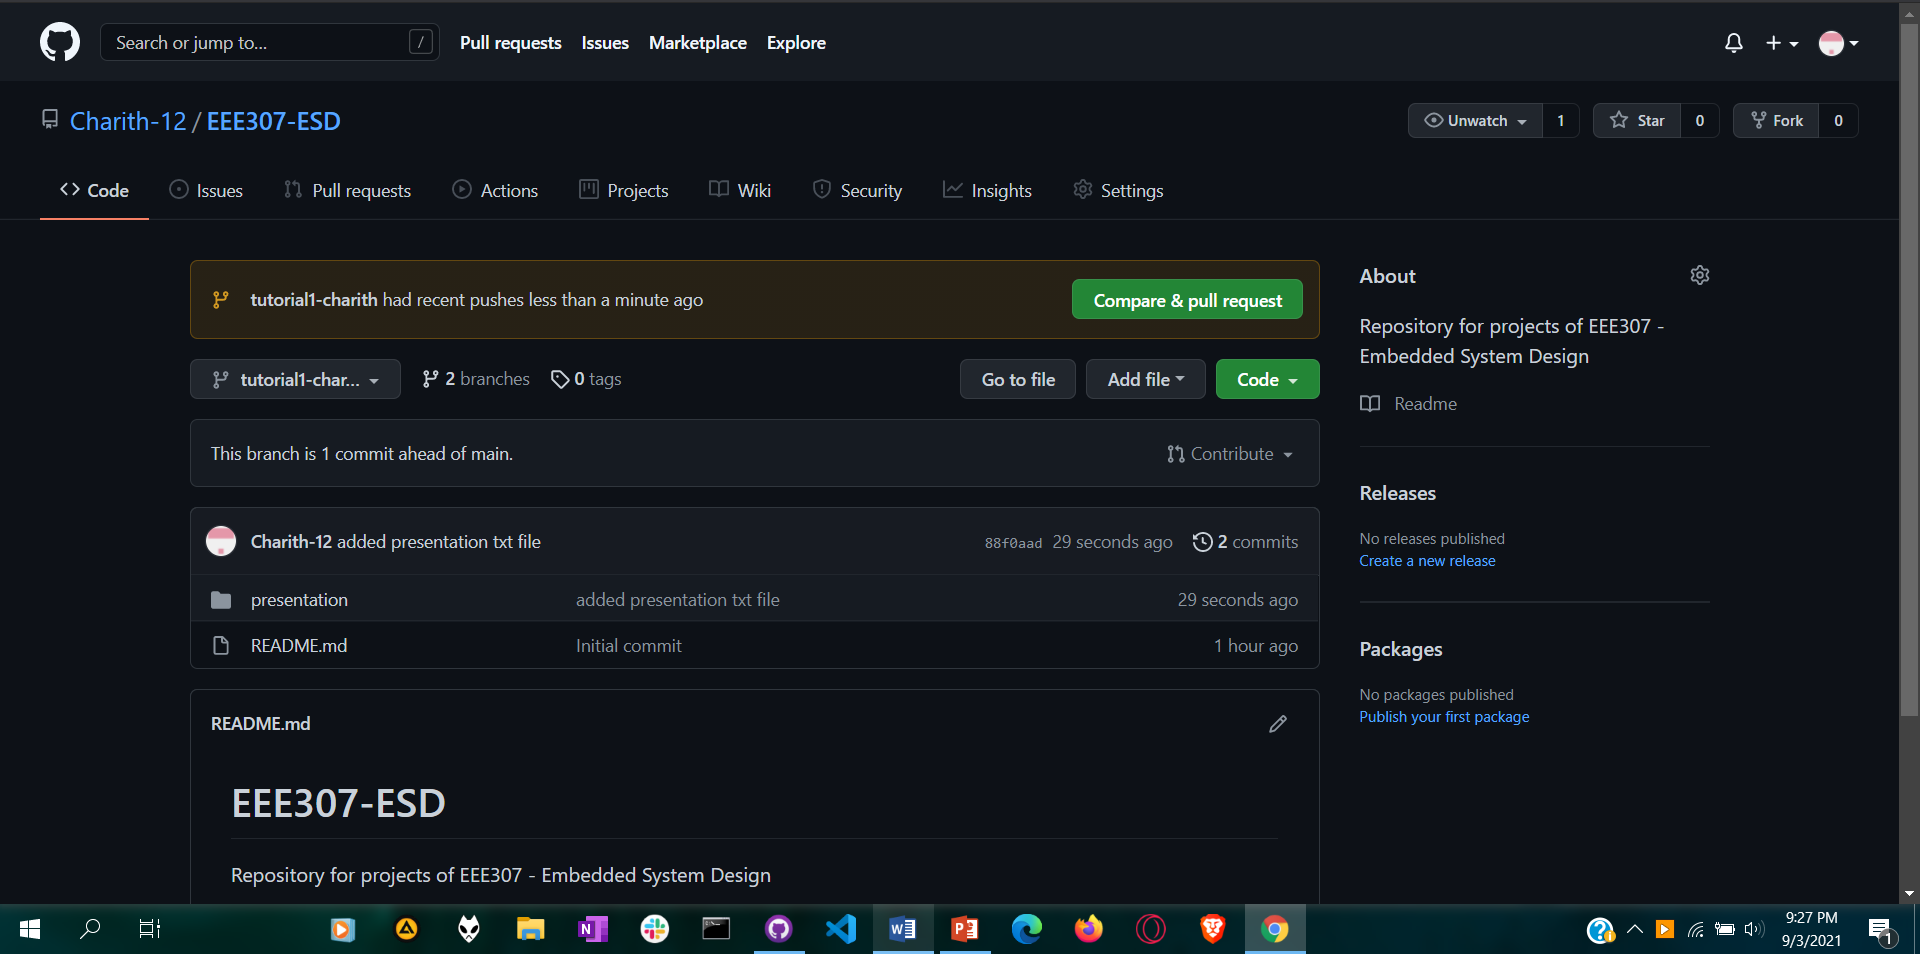 Search or jump to... /
Pull requests Issues Marketplace Explore
Charith-12 / EEE307-ESD
Unwatch 1 Star 0 Fork 0
Code Issues Pull requests Actions Projects Wiki Security Insights Settings
tutorial1-charith had recent pushes less than a minute ago
Compare & pull request
tutorial1-char... 2 branches 0 tags
Go to file Add file Code
This branch is 1 commit ahead of main.
Contribute
Charith-12 added presentation txt file 88f0aad 29 seconds ago 2 commits
presentation added presentation txt file 29 seconds ago
README.md Initial commit 1 hour ago
README.md
EEE307-ESD
Repository for projects of EEE307 - Embedded System Design
About
Repository for projects of EEE307 -
Embedded System Design
Readme
Releases
No releases published
Create a new release
Packages
No packages published
Publish your first package
9:27 PM
9/3/2021
1